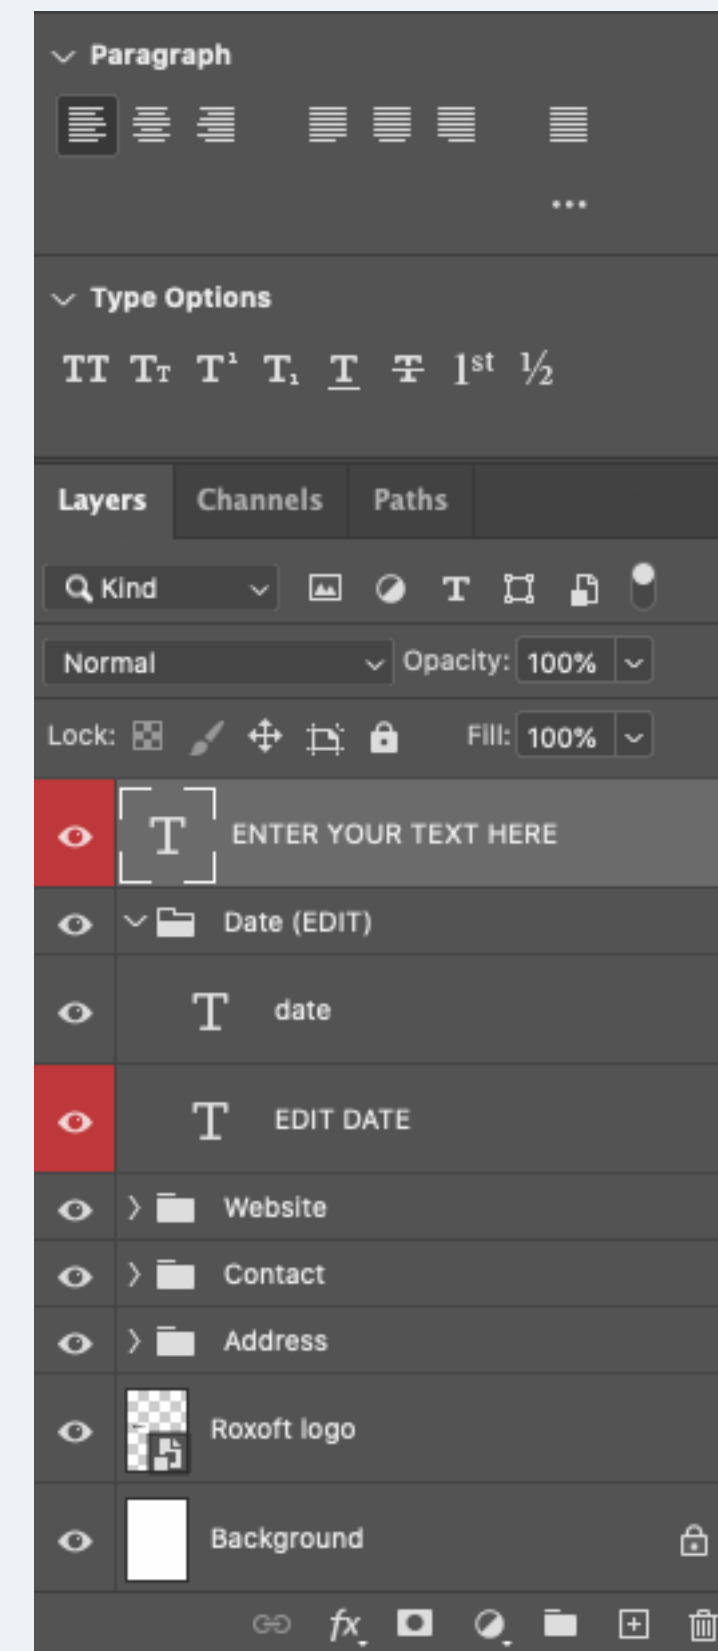 Paragraph
Type Options
TT Tт T¹ T₁ T T 1st ½
Layers Channels Paths
Kind T
Normal Opacity: 100%
Lock: Fill: 100%
T ENTER YOUR TEXT HERE
Date (EDIT)
T date
T EDIT DATE
Website
Contact
Address
Roxoft logo
Background
fx